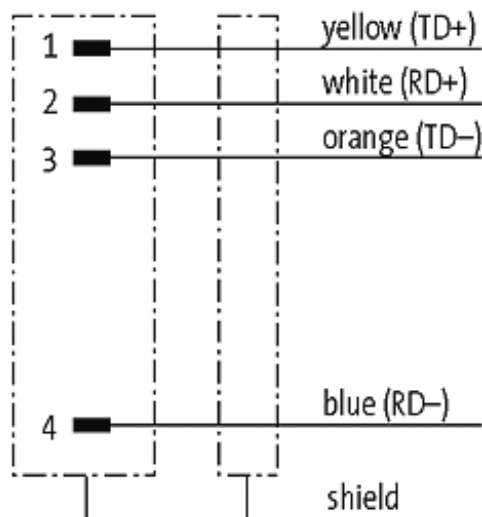 1 yellow (TD+)
2 white (RD+)
3 orange (TD–)
4 blue (RD–)
shield